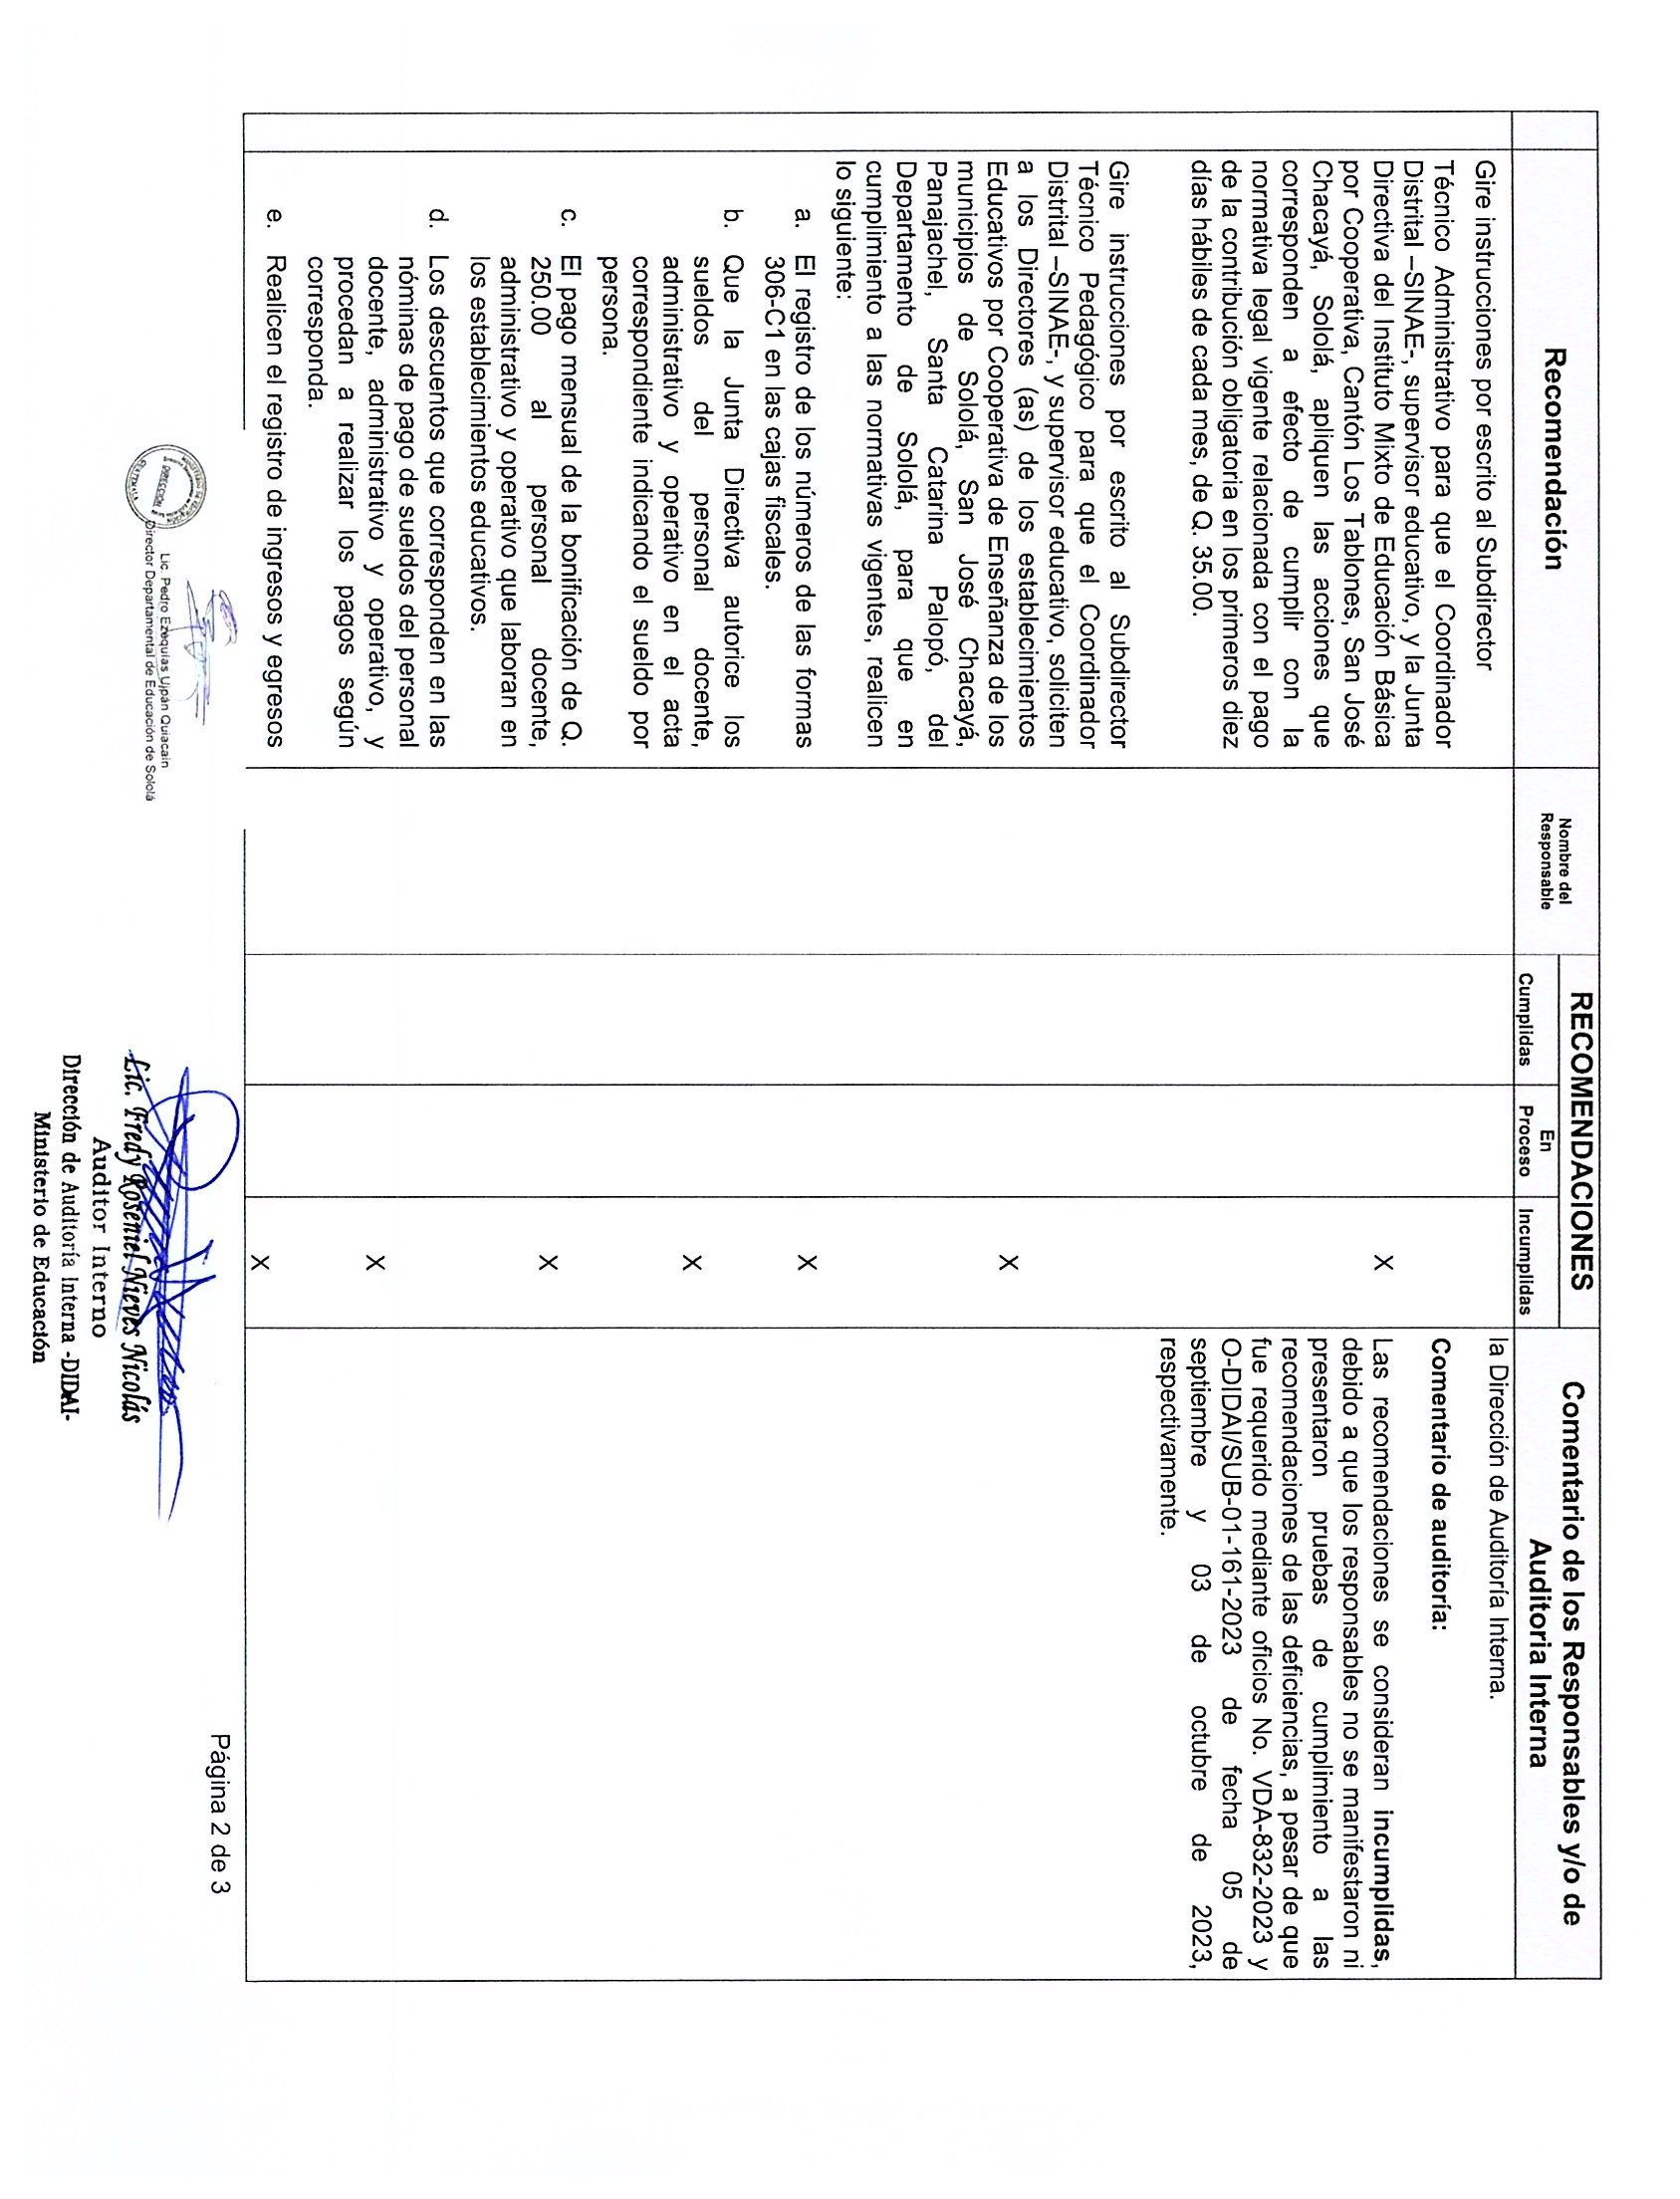 Recomendación
Nombre del
Responsable
RECOMENDACIONES
Cumplidas
En
Proceso
Incumplidas
Comentario de los Responsables y/o de
Auditoria Interna
Gire instrucciones por escrito al Subdirector
Técnico Administrativo para que el Coordinador
Distrital –SINAE-, supervisor educativo, y la Junta
Directiva del Instituto Mixto de Educación Básica
por Cooperativa, Cantón Los Tablones, San José
Chacayá, Sololá, apliquen las acciones que
corresponden a efecto de cumplir con la
normativa legal vigente relacionada con el pago
de la contribución obligatoria en los primeros diez
días hábiles de cada mes, de Q. 35.00.
X
Gire instrucciones por escrito al Subdirector
Técnico Pedagógico para que el Coordinador
Distrital –SINAE-, y supervisor educativo, soliciten
a los Directores (as) de los establecimientos
Educativos por Cooperativa de Enseñanza de los
municipios de Sololá, San José Chacayá,
Panajachel, Santa Catarina Palopó, del
Departamento de Sololá, para que en
cumplimiento a las normativas vigentes, realicen
lo siguiente:
X
a. El registro de los números de las formas
306-C1 en las cajas fiscales.
X
b. Que la Junta Directiva autorice los
sueldos del personal docente,
administrativo y operativo en el acta
correspondiente indicando el sueldo por
persona.
X
c. El pago mensual de la bonificación de Q.
250.00 al personal docente,
administrativo y operativo que laboran en
los establecimientos educativos.
X
d. Los descuentos que corresponden en las
nóminas de pago de sueldos del personal
docente, administrativo y operativo, y
procedan a realizar los pagos según
corresponda.
X
e. Realicen el registro de ingresos y egresos
X
la Dirección de Auditoría Interna.
Comentario de auditoría:
Las recomendaciones se consideran incumplidas,
debido a que los responsables no se manifestaron ni
presentaron pruebas de cumplimiento a las
recomendaciones de las deficiencias, a pesar de que
fue requerido mediante oficios No. VDA-832-2023 y
O-DIDAI/SUB-01-161-2023 de fecha 05 de
septiembre y 03 de octubre de 2023,
respectivamente.
Página 2 de 3
DIRECCION
Lic. Pedro Ezequías Ujpán Quiacain
Director Departamental de Educación de Sololá
Lic. Fredy Roseniel Nieves Nicolás
Auditor Interno
Dirección de Auditoría Interna -DIDAI-
Ministerio de Educación